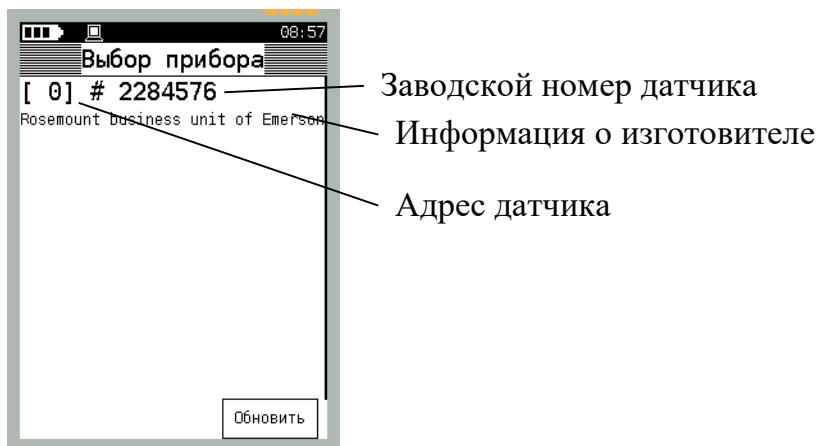 08:57
Выбор прибора
[ 0] # 2284576
Rosemount business unit of Emerson
Обновить
Заводской номер датчика
Информация о изготовителе
Адрес датчика